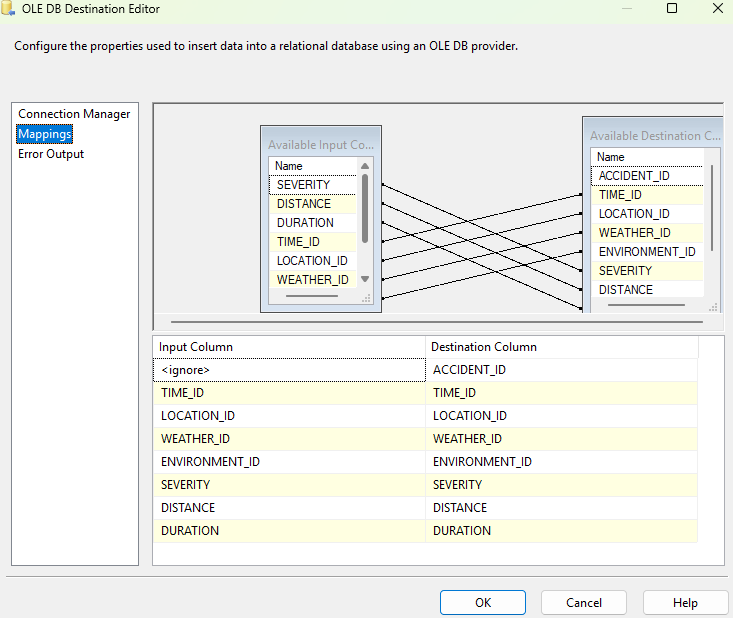 OLE DB Destination Editor
Configure the properties used to insert data into a relational database using an OLE DB provider.
Connection Manager
Mappings
Error Output
Available Input Co...
Name
SEVERITY
DISTANCE
DURATION
TIME_ID
LOCATION_ID
WEATHER_ID
Available Destination C...
Name
ACCIDENT_ID
TIME_ID
LOCATION_ID
WEATHER_ID
ENVIRONMENT_ID
SEVERITY
DISTANCE
Input Column Destination Column
<ignore> ACCIDENT_ID
TIME_ID TIME_ID
LOCATION_ID LOCATION_ID
WEATHER_ID WEATHER_ID
ENVIRONMENT_ID ENVIRONMENT_ID
SEVERITY SEVERITY
DISTANCE DISTANCE
DURATION DURATION
OK Cancel Help